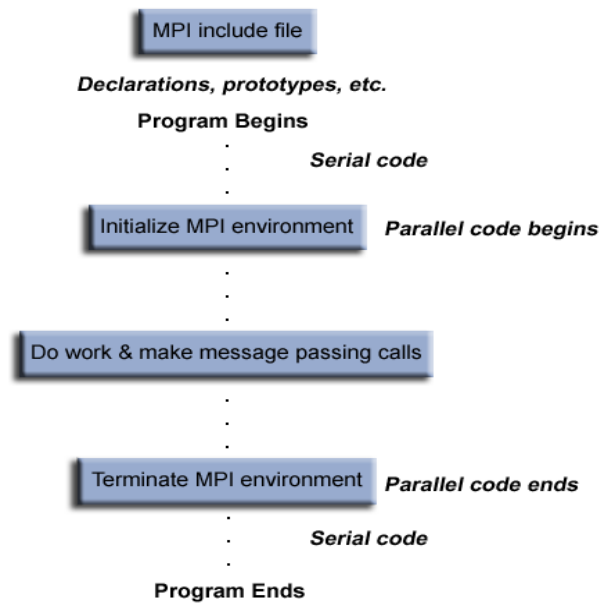 MPI include file
Declarations, prototypes, etc.
Program Begins
Serial code
Initialize MPI environment
Parallel code begins
Do work & make message passing calls
Terminate MPI environment
Parallel code ends
Serial code
Program Ends